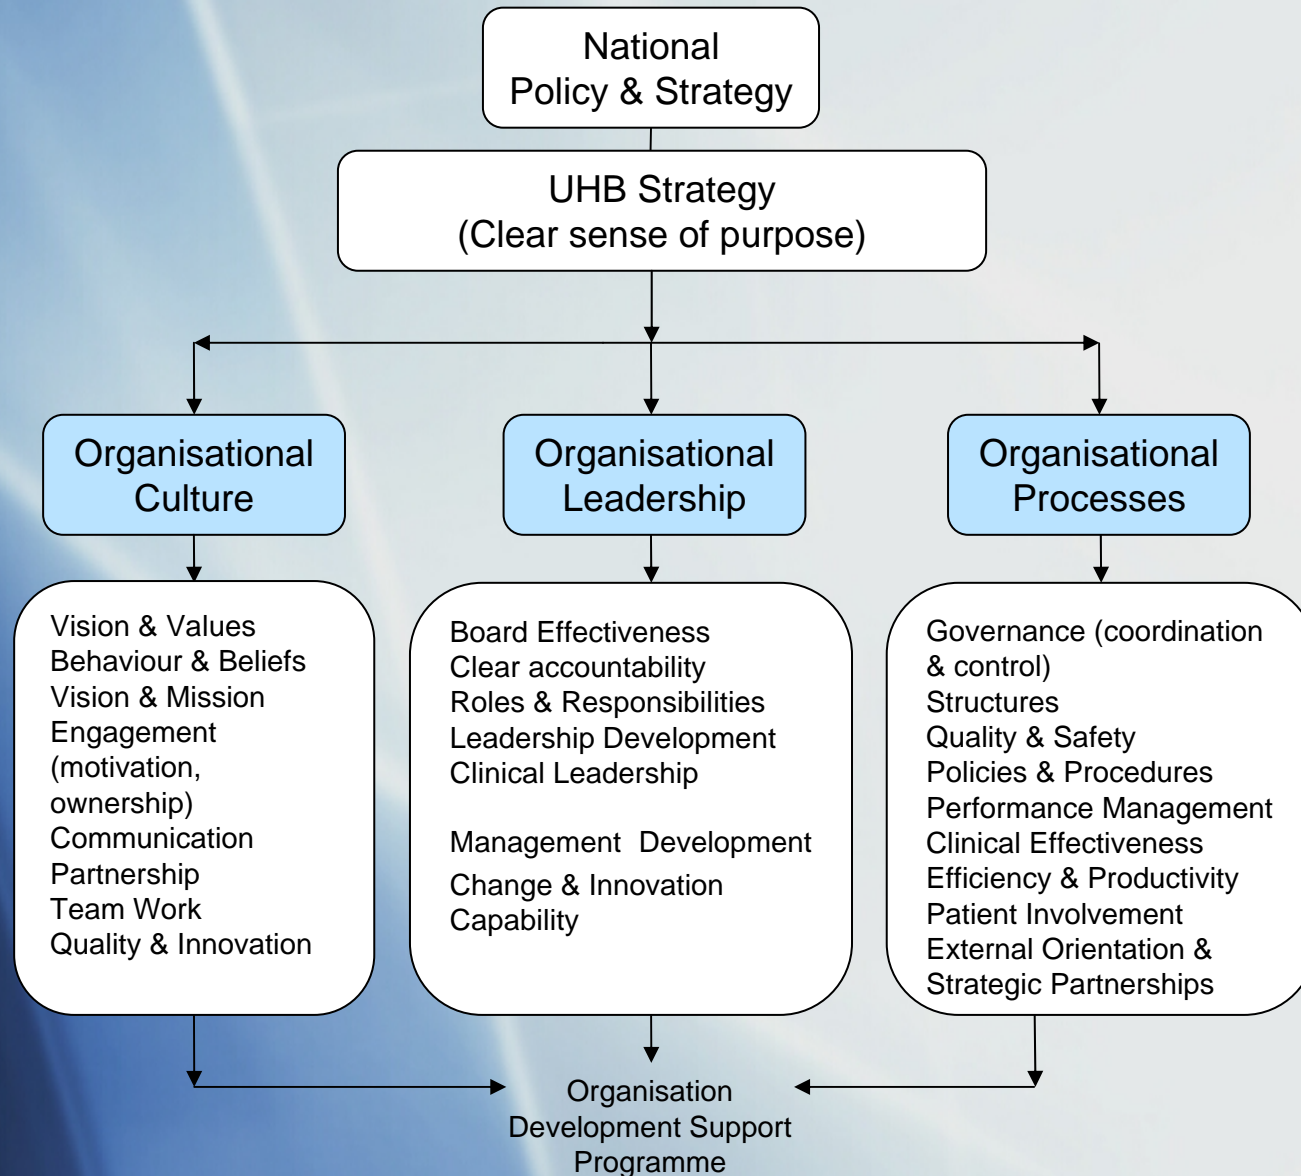 National
Policy & Strategy
UHB Strategy
(Clear sense of purpose)
Organisational
Culture
Organisational
Leadership
Organisational
Processes
Vision & Values
Behaviour & Beliefs
Vision & Mission
Engagement
(motivation,
ownership)
Communication
Partnership
Team Work
Quality & Innovation
Board Effectiveness
Clear accountability
Roles & Responsibilities
Leadership Development
Clinical Leadership
Management Development
Change & Innovation
Capability
Governance (coordination
& control)
Structures
Quality & Safety
Policies & Procedures
Performance Management
Clinical Effectiveness
Efficiency & Productivity
Patient Involvement
External Orientation &
Strategic Partnerships
Organisation
Development Support
Programme